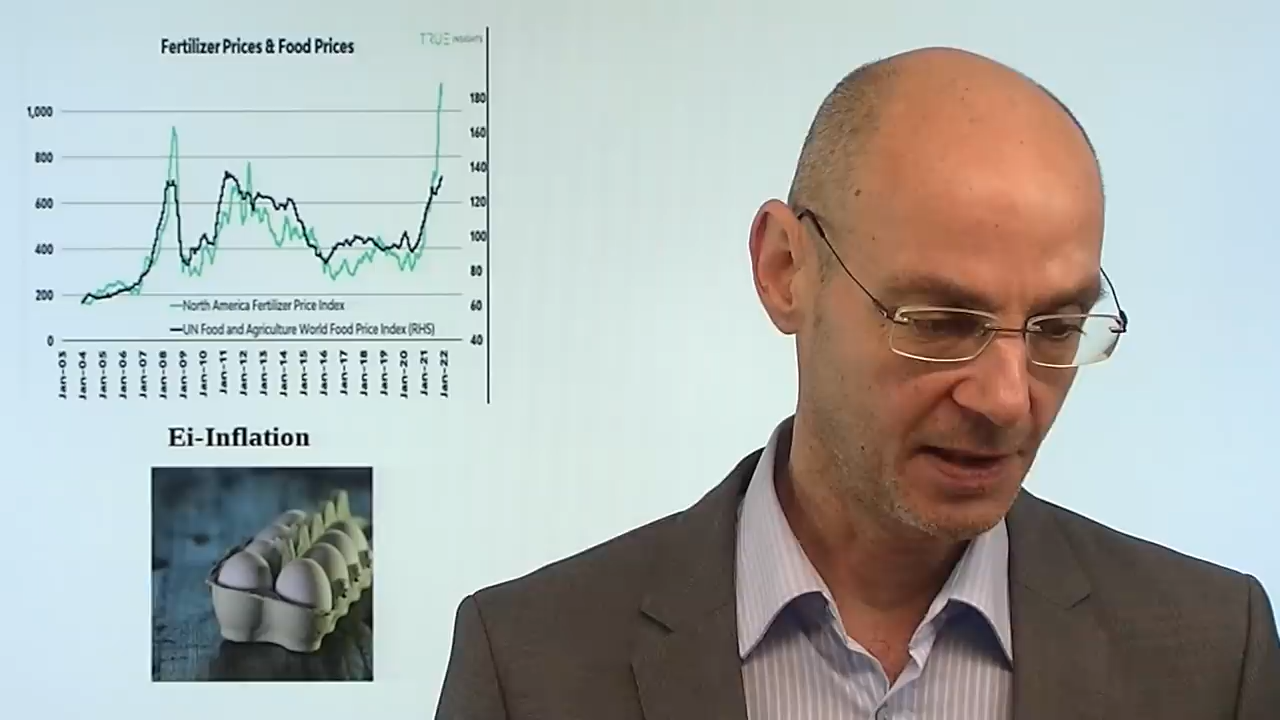 Fertilizer Prices & Food Prices
TRUE INSIGHTS
1,000
800
600
400
200
0
180
160
140
120
100
80
60
40
North America Fertilizer Price Index
UN Food and Agriculture World Food Price Index (RHS)
Jan-03
Jan-04
Jan-05
Jan-06
Jan-07
Jan-08
Jan-09
Jan-10
Jan-11
Jan-12
Jan-13
Jan-14
Jan-15
Jan-16
Jan-17
Jan-18
Jan-19
Jan-20
Jan-21
Jan-22
Ei-Inflation